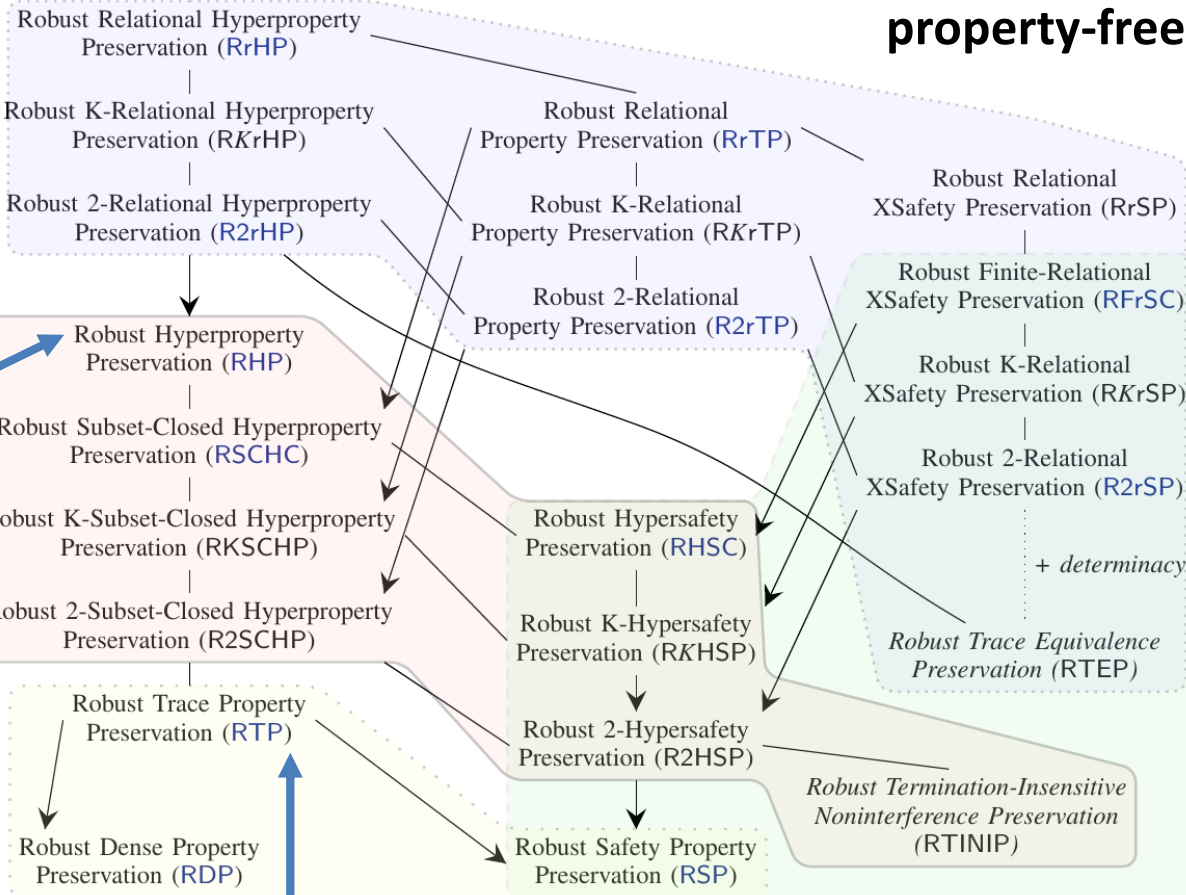 property-free
Robust Relational Hyperproperty
Preservation (RrHP)
Robust K-Relational Hyperproperty
Preservation (RKrHP)
Robust 2-Relational Hyperproperty
Preservation (R2rHP)
Robust Relational
Property Preservation (RrTP)
Robust K-Relational
Property Preservation (RKrTP)
Robust 2-Relational
Property Preservation (R2rTP)
Robust Relational
XSafety Preservation (RrSP)
Robust Finite-Relational
XSafety Preservation (RFrSC)
Robust K-Relational
XSafety Preservation (RKrSP)
Robust 2-Relational
XSafety Preservation (R2rSP)
+ determinacy
Robust Trace Equivalence
Preservation (RTEP)
Robust Hyperproperty
Preservation (RHP)
Robust Subset-Closed Hyperproperty
Preservation (RSCHC)
obust K-Subset-Closed Hyperproperty
Preservation (RKSCHP)
obust 2-Subset-Closed Hyperproperty
Preservation (R2SCHP)
Robust Hypersafety
Preservation (RHSC)
Robust K-Hypersafety
Preservation (RKHSP)
Robust 2-Hypersafety
Preservation (R2HSP)
Robust Termination-Insensitive
Noninterference Preservation
(RTINIP)
Robust Trace Property
Preservation (RTP)
Robust Dense Property
Preservation (RDP)
Robust Safety Property
Preservation (RSP)